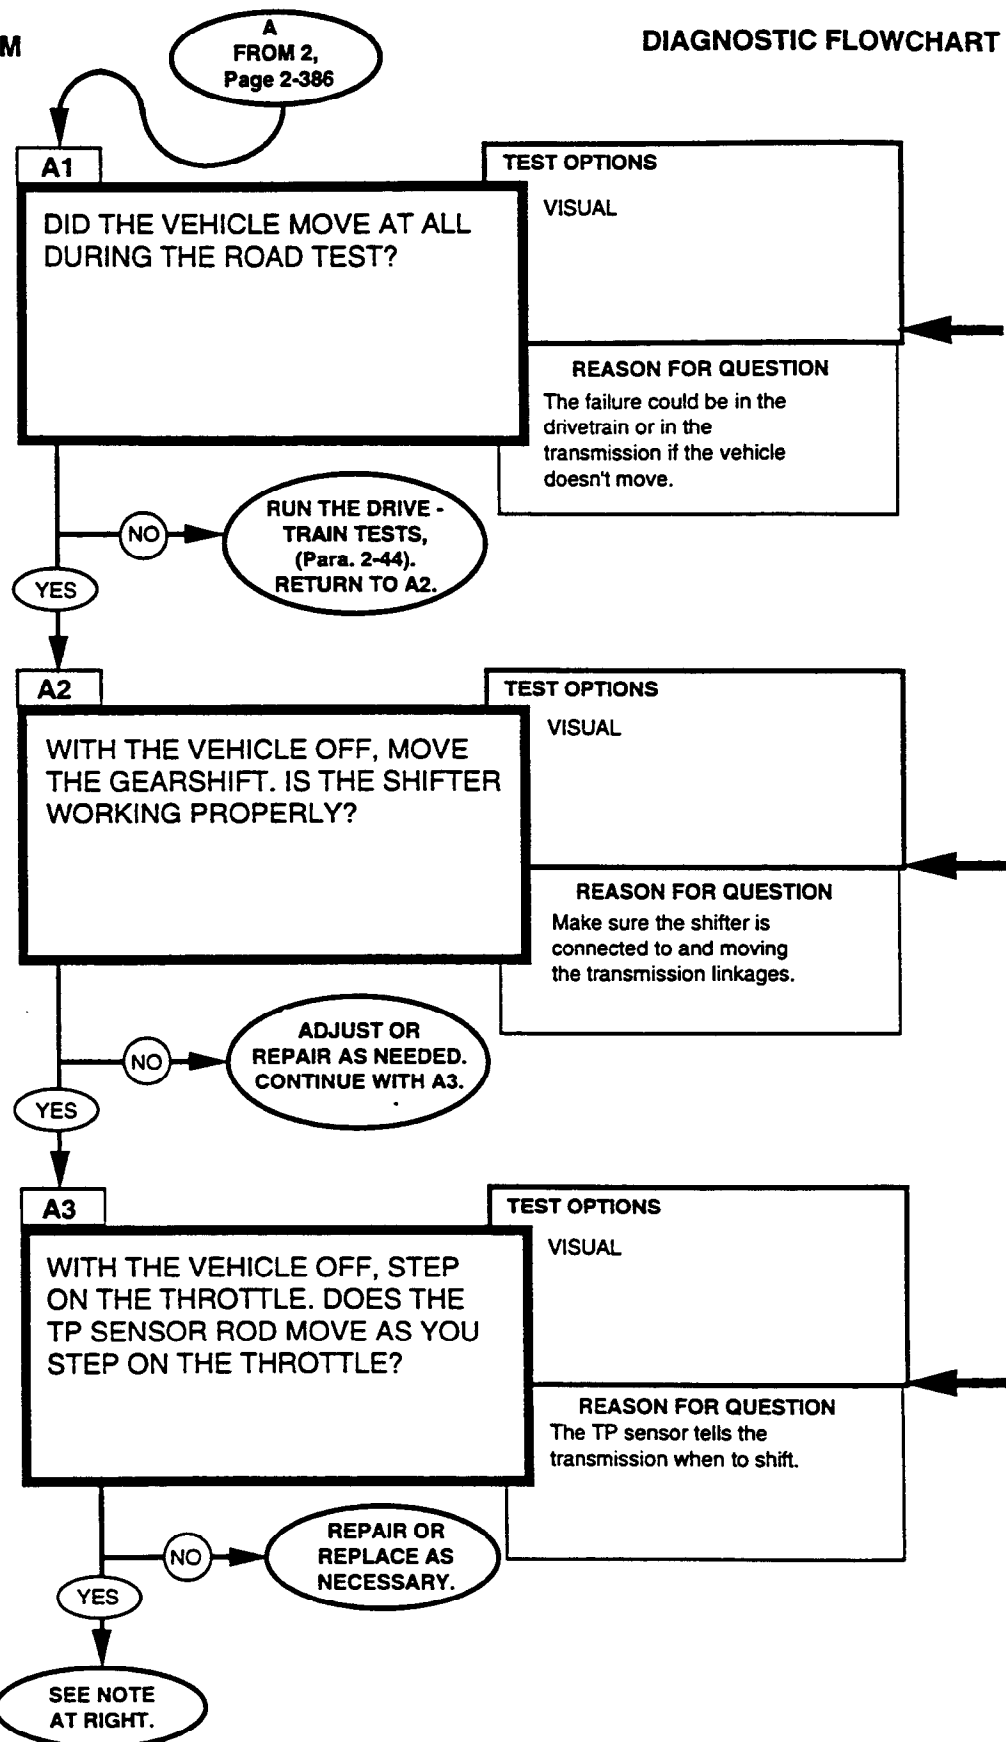 M
DIAGNOSTIC FLOWCHART
A
FROM 2,
Page 2-386
A1
DID THE VEHICLE MOVE AT ALL
DURING THE ROAD TEST?
TEST OPTIONS
VISUAL
REASON FOR QUESTION
The failure could be in the
drivetrain or in the
transmission if the vehicle
doesn't move.
NO
RUN THE DRIVE -
TRAIN TESTS,
(Para. 2-44).
RETURN TO A2.
YES
A2
WITH THE VEHICLE OFF, MOVE
THE GEARSHIFT. IS THE SHIFTER
WORKING PROPERLY?
TEST OPTIONS
VISUAL
REASON FOR QUESTION
Make sure the shifter is
connected to and moving
the transmission linkages.
NO
ADJUST OR
REPAIR AS NEEDED.
CONTINUE WITH A3.
YES
A3
WITH THE VEHICLE OFF, STEP
ON THE THROTTLE. DOES THE
TP SENSOR ROD MOVE AS YOU
STEP ON THE THROTTLE?
TEST OPTIONS
VISUAL
REASON FOR QUESTION
The TP sensor tells the
transmission when to shift.
NO
REPAIR OR
REPLACE AS
NECESSARY.
YES
SEE NOTE
AT RIGHT.